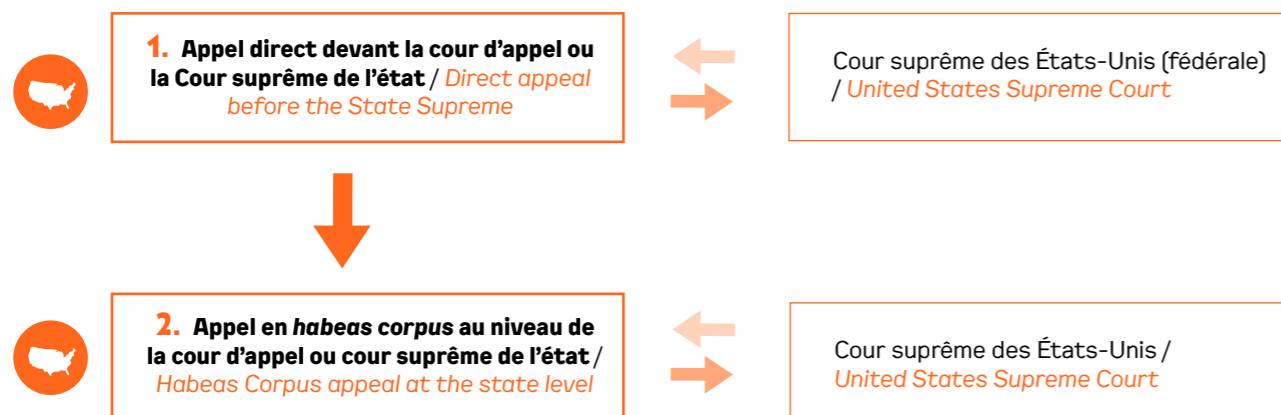 1. Appel direct devant la cour d'appel ou
la Cour suprême de l'état / Direct appeal
before the State Supreme
Cour suprême des États-Unis (fédérale)
/ United States Supreme Court
2. Appel en habeas corpus au niveau de
la cour d'appel ou cour suprême de l'état /
Habeas Corpus appeal at the state level
Cour suprême des États-Unis /
United States Supreme Court